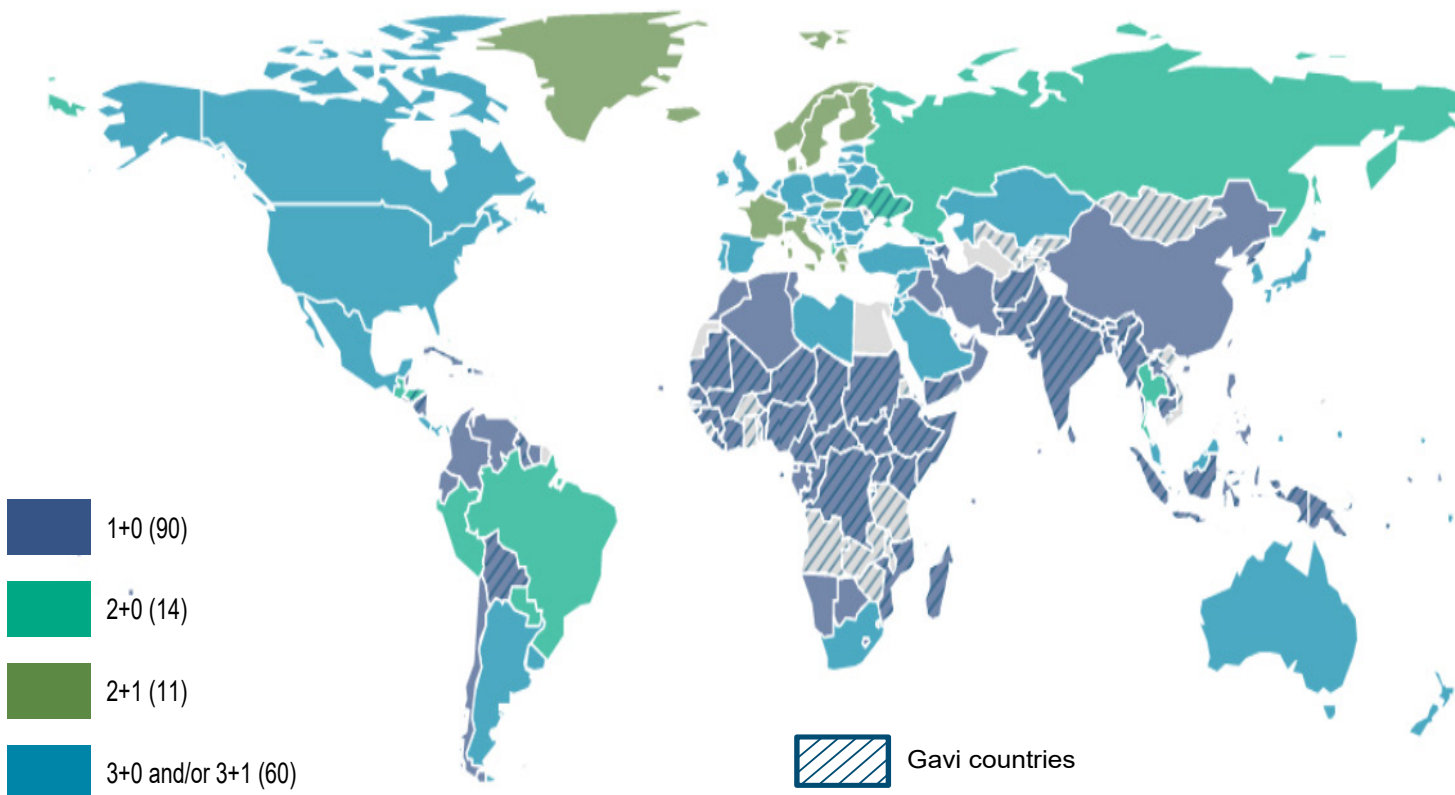 1+0 (90)
2+0 (14)
2+1 (11)
3+0 and/or 3+1 (60)
Gavi countries